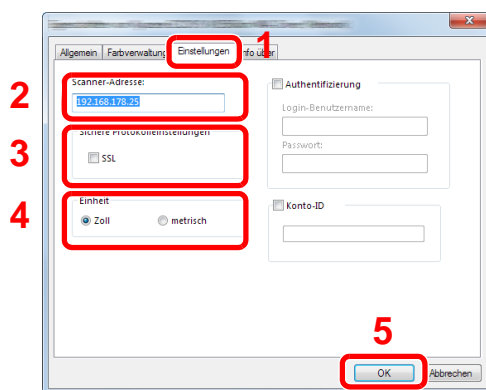 1
Allgemein Farbverwaltung Einstellungen nfo über
2
Scanner-Adresse:
192.168.178.25
Authentifizierung
Login-Benutzername:
3
Sichere Protokolleinstellungen
SSL
Passwort:
4
Einheit
Zoll metrisch
Konto-ID
5
OK Abbrechen